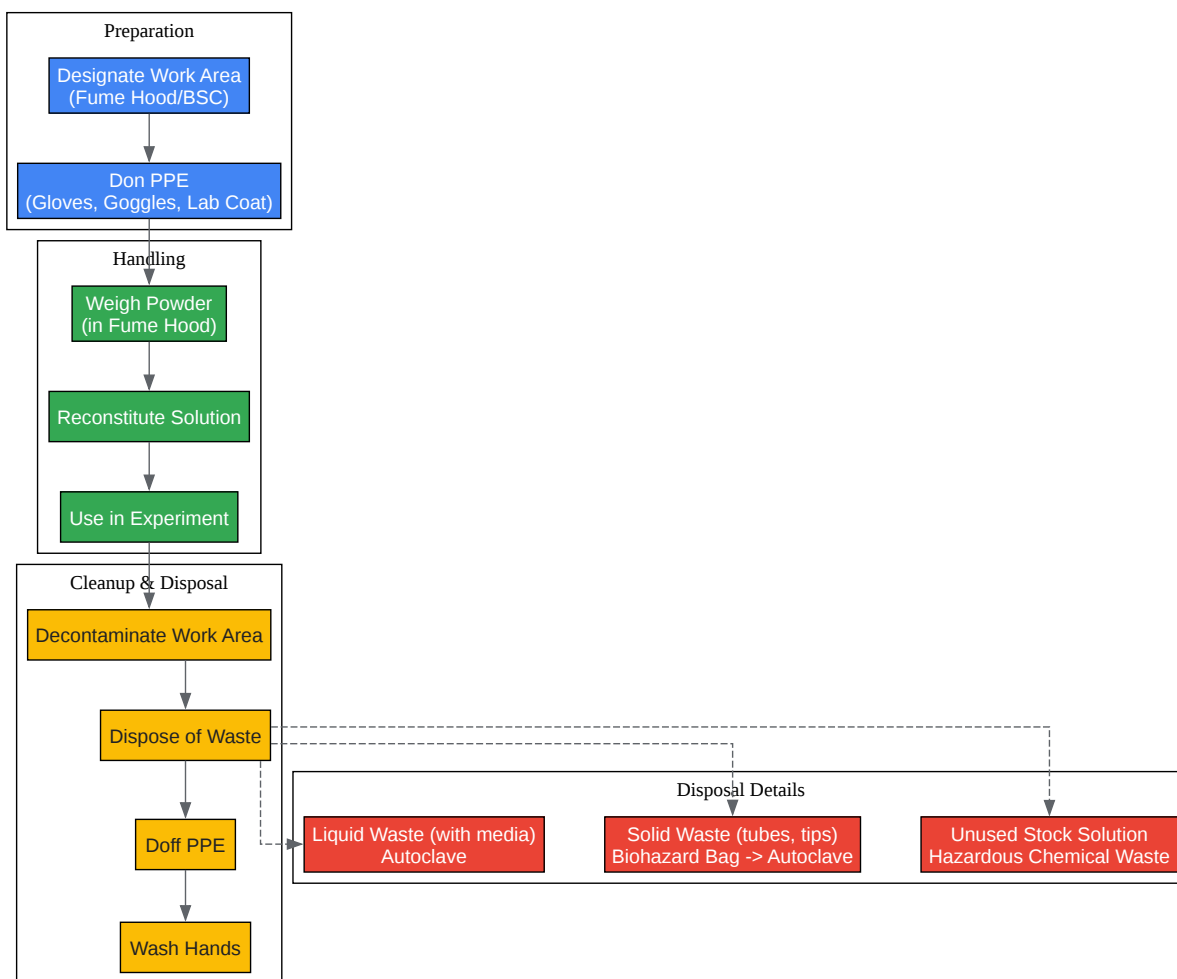 Preparation
Designate Work Area
(Fume Hood/BSC)
Don PPE
(Gloves, Goggles, Lab Coat)
Handling
Weigh Powder
(in Fume Hood)
Reconstitute Solution
Use in Experiment
Cleanup & Disposal
Decontaminate Work Area
Dispose of Waste
Doff PPE
Wash Hands
Disposal Details
Liquid Waste (with media)
Autoclave
Solid Waste (tubes, tips)
Biohazard Bag -> Autoclave
Unused Stock Solution
Hazardous Chemical Waste